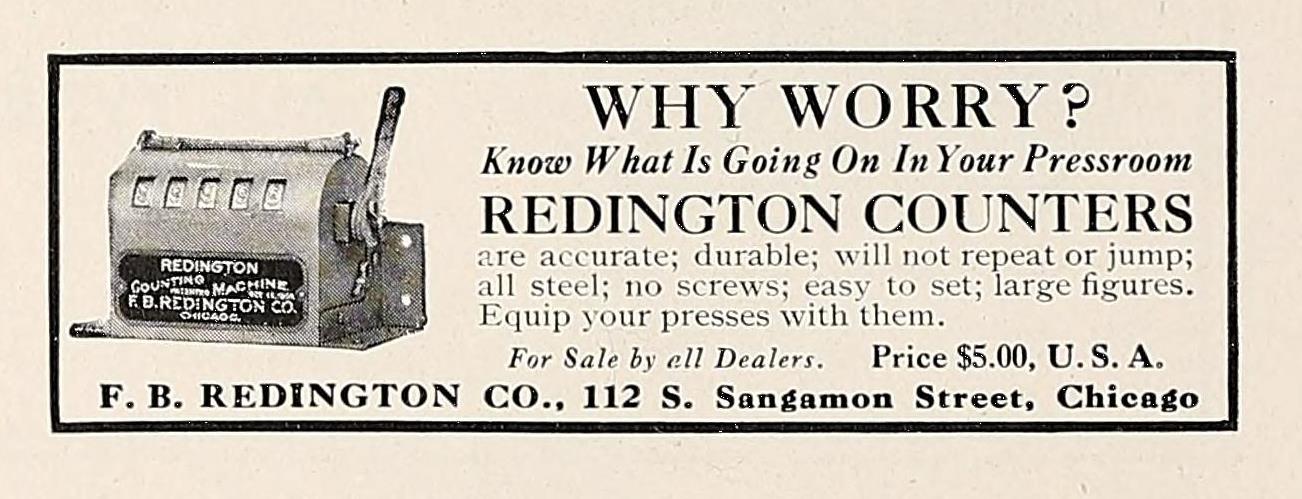 WHY WORRY?
Know What Is Going On In Your Pressroom
REDINGTON COUNTERS
are accurate; durable; will not repeat or jump;
all steel; no screws; easy to set; large figures.
Equip your presses with them.
For Sale by all Dealers. Price $5.00, U. S. A.
F. B. REDINGTON CO., 112 S. Sangamon Street, Chicago
REDINGTON
COUNTING MACHINE
PATENTED
F. B. REDINGTON CO.
CHICAGO.